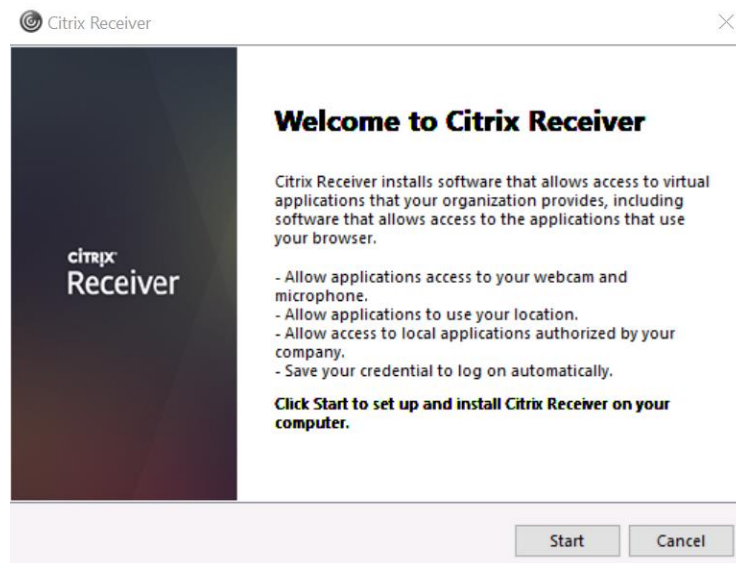 Citrix Receiver
Welcome to Citrix Receiver
Citrix Receiver installs software that allows access to virtual
applications that your organization provides, including
software that allows access to the applications that use
your browser.
- Allow applications access to your webcam and
microphone.
- Allow applications to use your location.
- Allow access to local applications authorized by your
company.
- Save your credential to log on automatically.
Click Start to set up and install Citrix Receiver on your
computer.
CITRIX
Receiver
Start Cancel